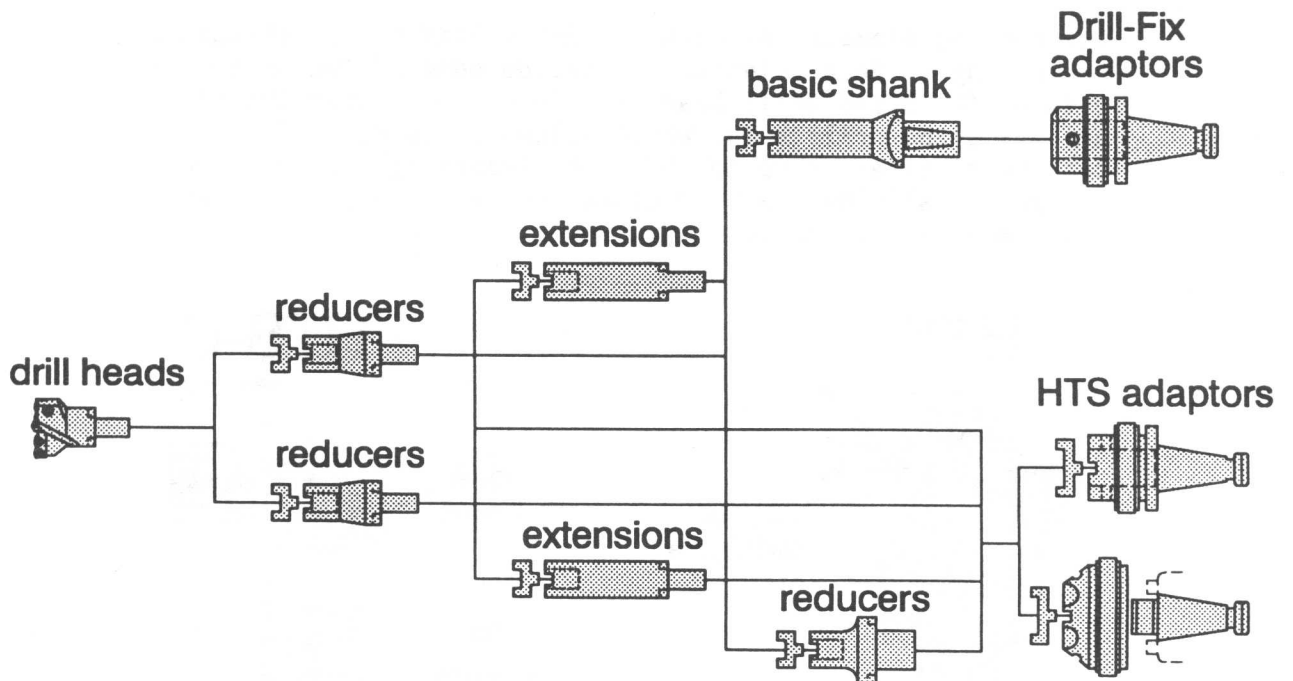 Drill-Fix
adaptors
basic shank
extensions
reducers
drill heads
HTS adaptors
reducers
extensions
reducers